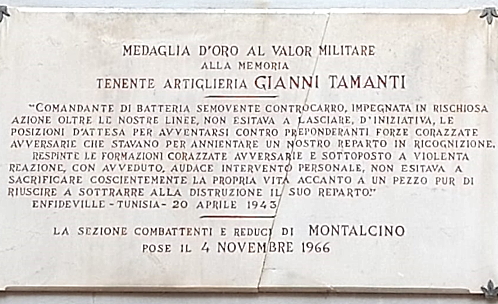 MEDAGLIA D'ORO AL VALOR MILITARE
ALLA MEMORIA
TENENTE ARTIGLIERIA GIANNI TAMANTI
"COMANDANTE DI BATTERIA SEMOVENTE CONTROCARRO, IMPEGNATA IN RISCHIOSA
AZIONE OLTRE LE NOSTRE LINEE, NON ESITAVA A LASCIARE, D'INIZIATIVA, LE
POSIZIONI D'ATTESA PER AVVENTARSI CONTRO PREPONDERANTI FORZE CORAZZATE
AVVERSARIE CHE STAVANO PER ANNIENTARE UN NOSTRO REPARTO IN RICOGNIZIONE.
RESPINTE LE FORMAZIONI CORAZZATE AVVERSARIE E SOTTOPOSTO A VIOLENTA
REAZIONE, CON AVVEDUTO, AUDACE INTERVENTO PERSONALE, NON ESITAVA A
SACRIFICARE COSCIENTEMENTE LA PROPRIA VITA ACCANTO A UN PEZZO PUR DI
RIUSCIRE A SOTTRARRE ALLA DISTRUZIONE IL SUO REPARTO."
ENFIDEVILLE - TUNISIA - 20 APRILE 1943
LA SEZIONE COMBATTENTI E REDUCI DI MONTALCINO
POSE IL 4 NOVEMBRE 1966